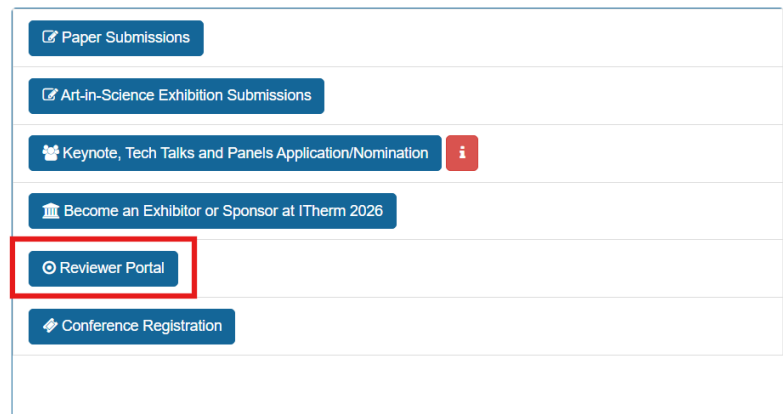 Paper Submissions
Art-in-Science Exhibition Submissions
Keynote, Tech Talks and Panels Application/Nomination
Become an Exhibitor or Sponsor at ITherm 2026
Reviewer Portal
Conference Registration